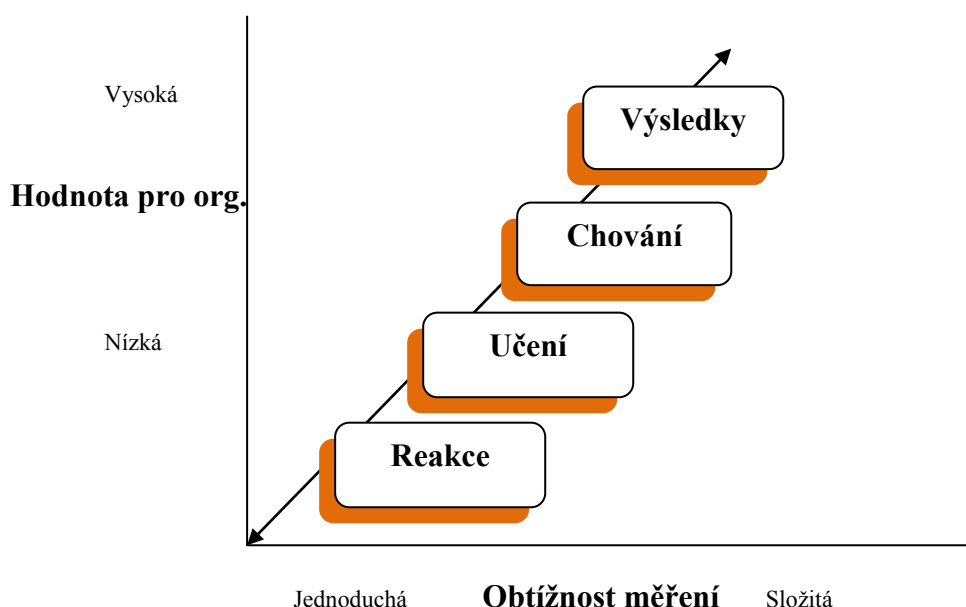 Vysoká
Výsledky
Hodnota pro org.
Chování
Nízká
Učení
Reakce
Jednoduchá Obtížnost měření Složitá